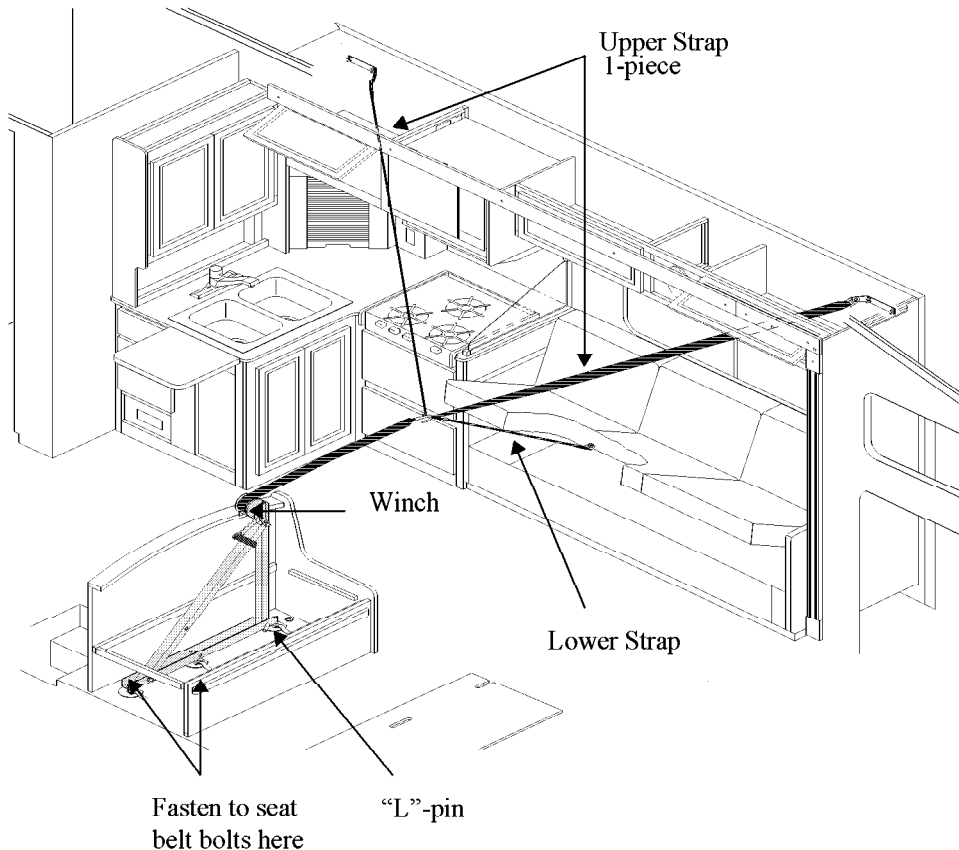 Upper Strap
1-piece
Winch
Lower Strap
Fasten to seat
belt bolts here
“L”-pin